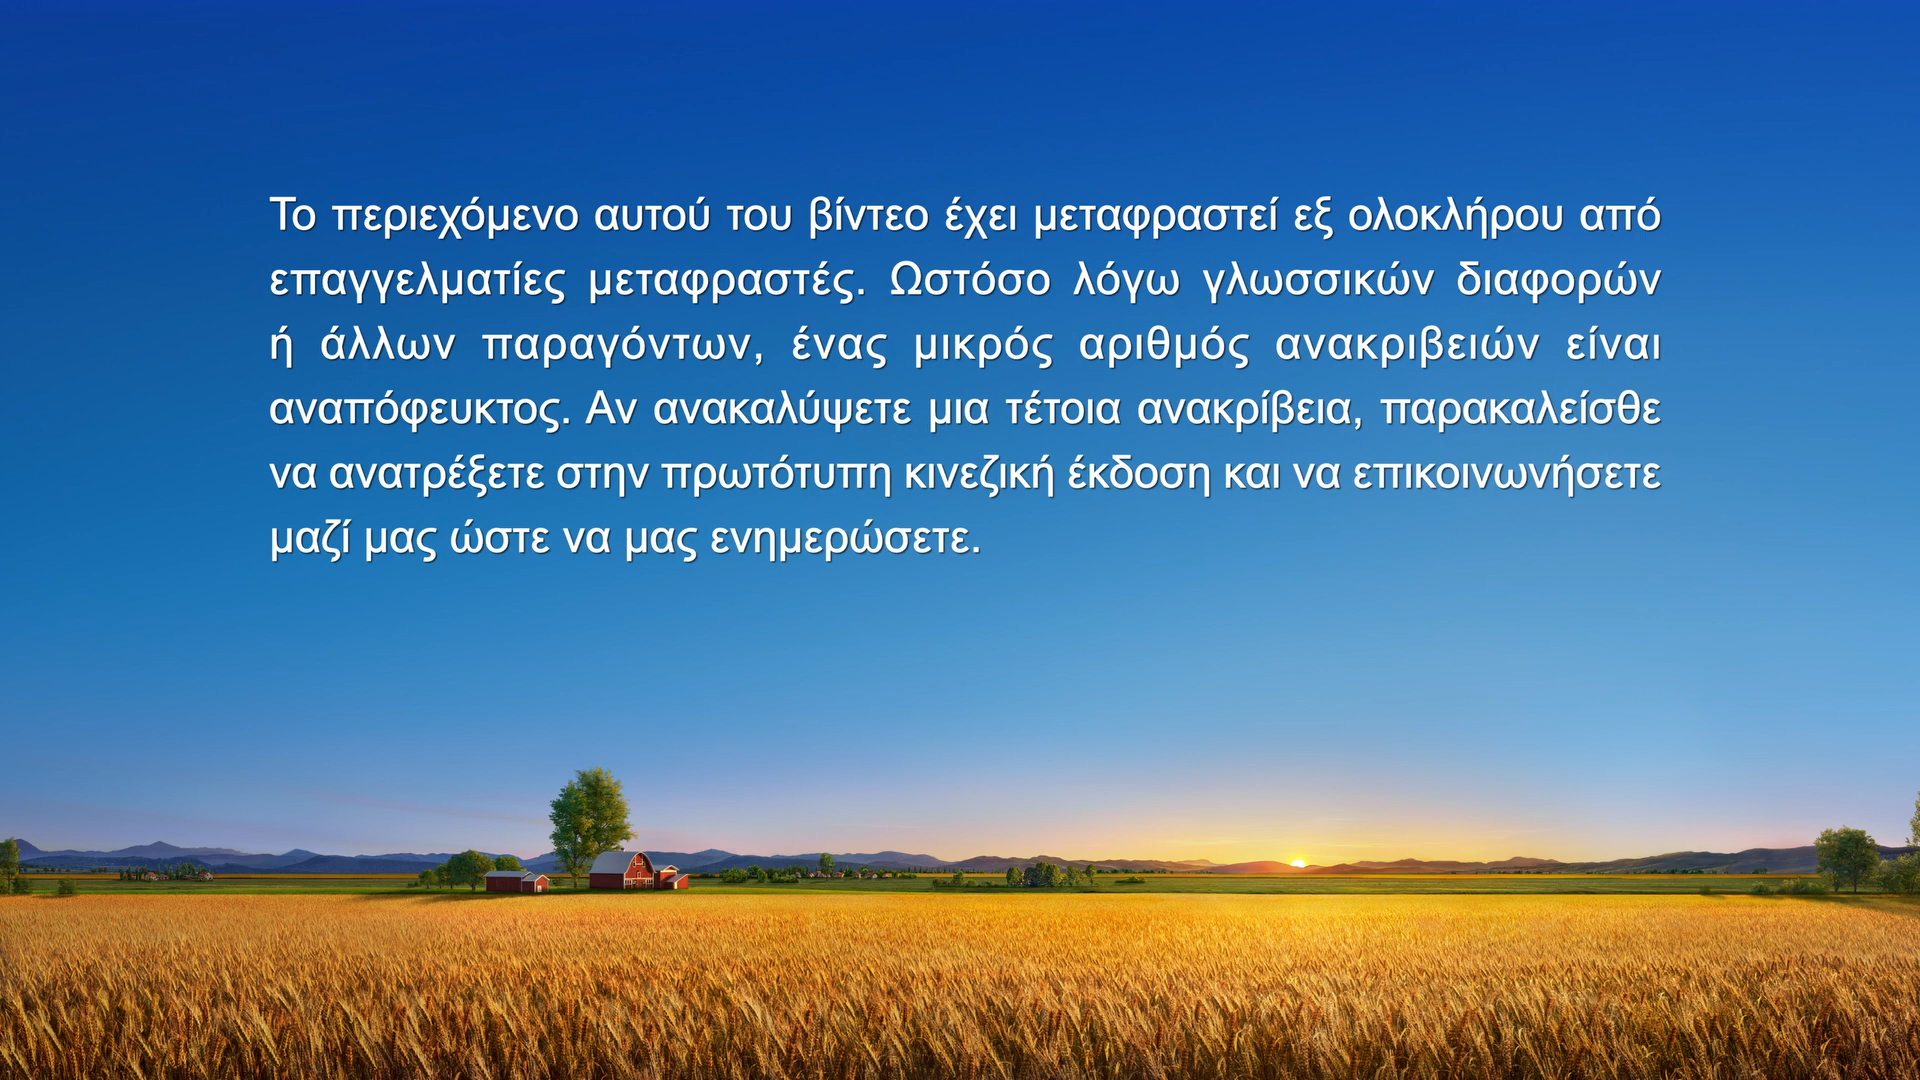 Το περιεχόμενο αυτού του βίντεο έχει μεταφραστεί εξ ολοκλήρου από
επαγγελματίες μεταφραστές. Ωστόσο λόγω γλωσσικών διαφορών
ή άλλων παραγόντων, ένας μικρός αριθμός ανακριβειών είναι
αναπόφευκτος. Αν ανακαλύψετε μια τέτοια ανακρίβεια, παρακαλείσθε
να ανατρέξετε στην πρωτότυπη κινεζική έκδοση και να επικοινωνήσετε
μαζί μας ώστε να μας ενημερώσετε.